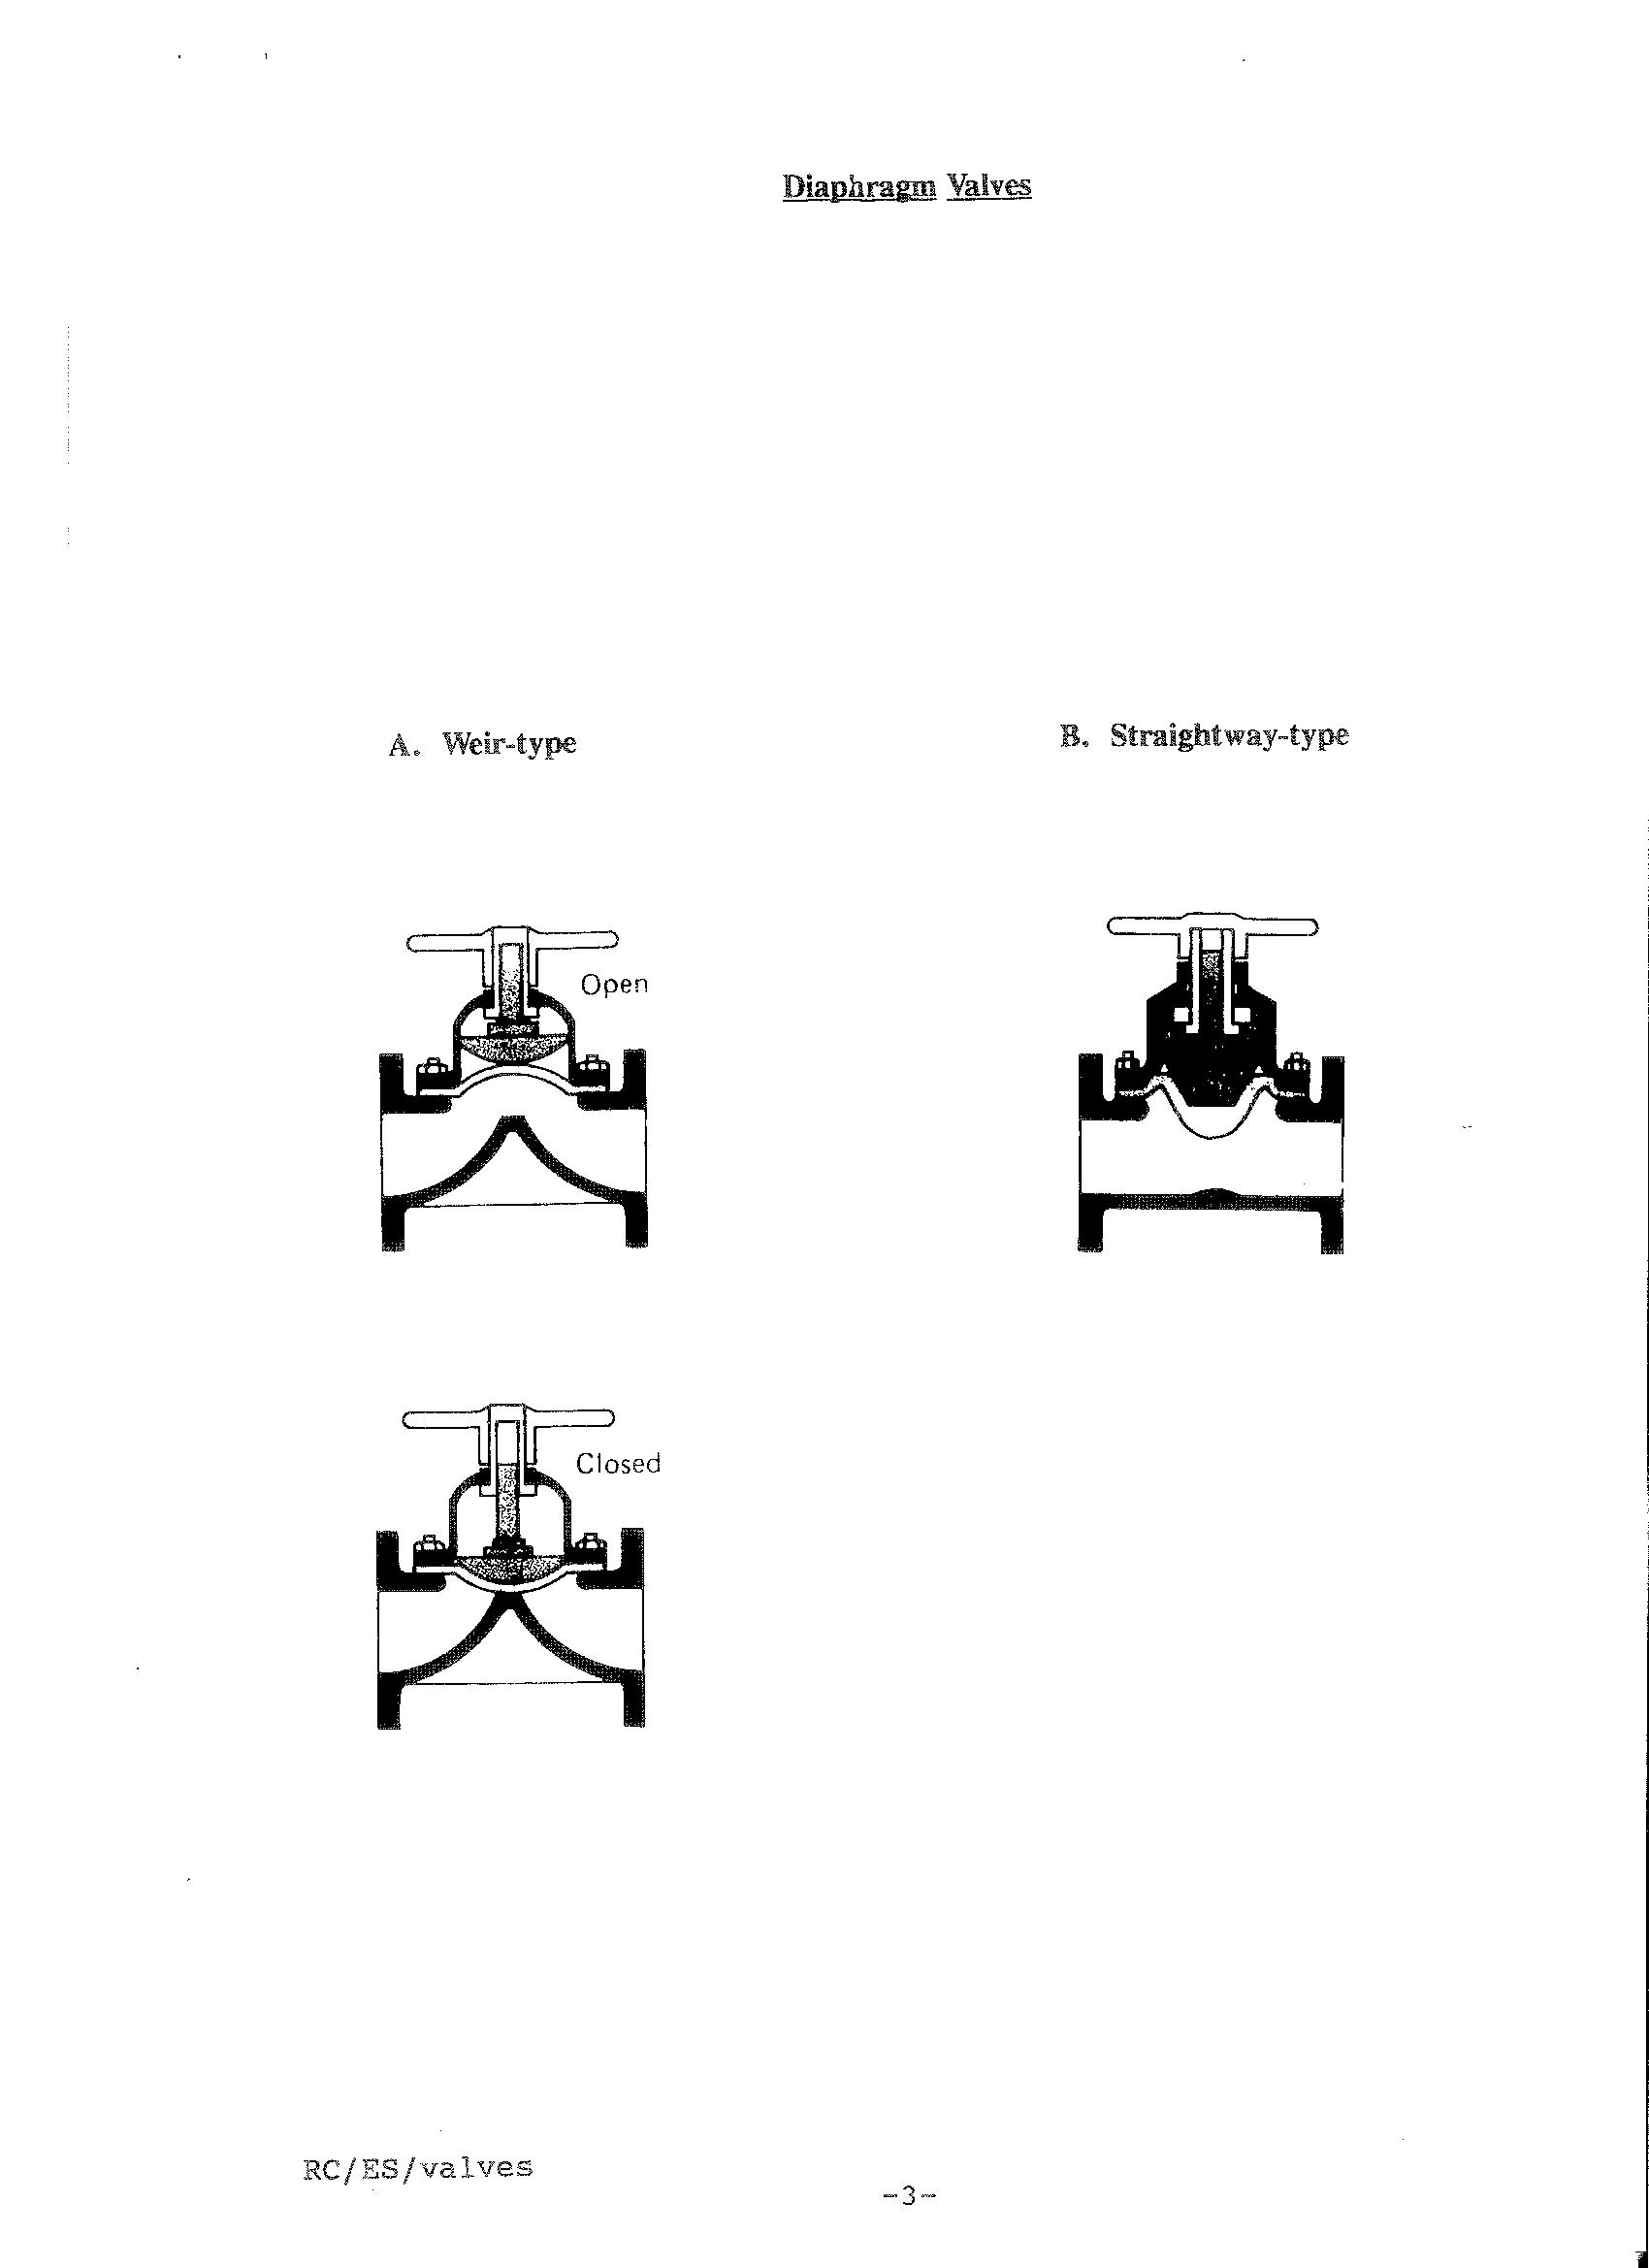 Diaphragm Valves
A. Weir-type
B. Straightway-type
Open
Closed
RC/ES/valves
-3-